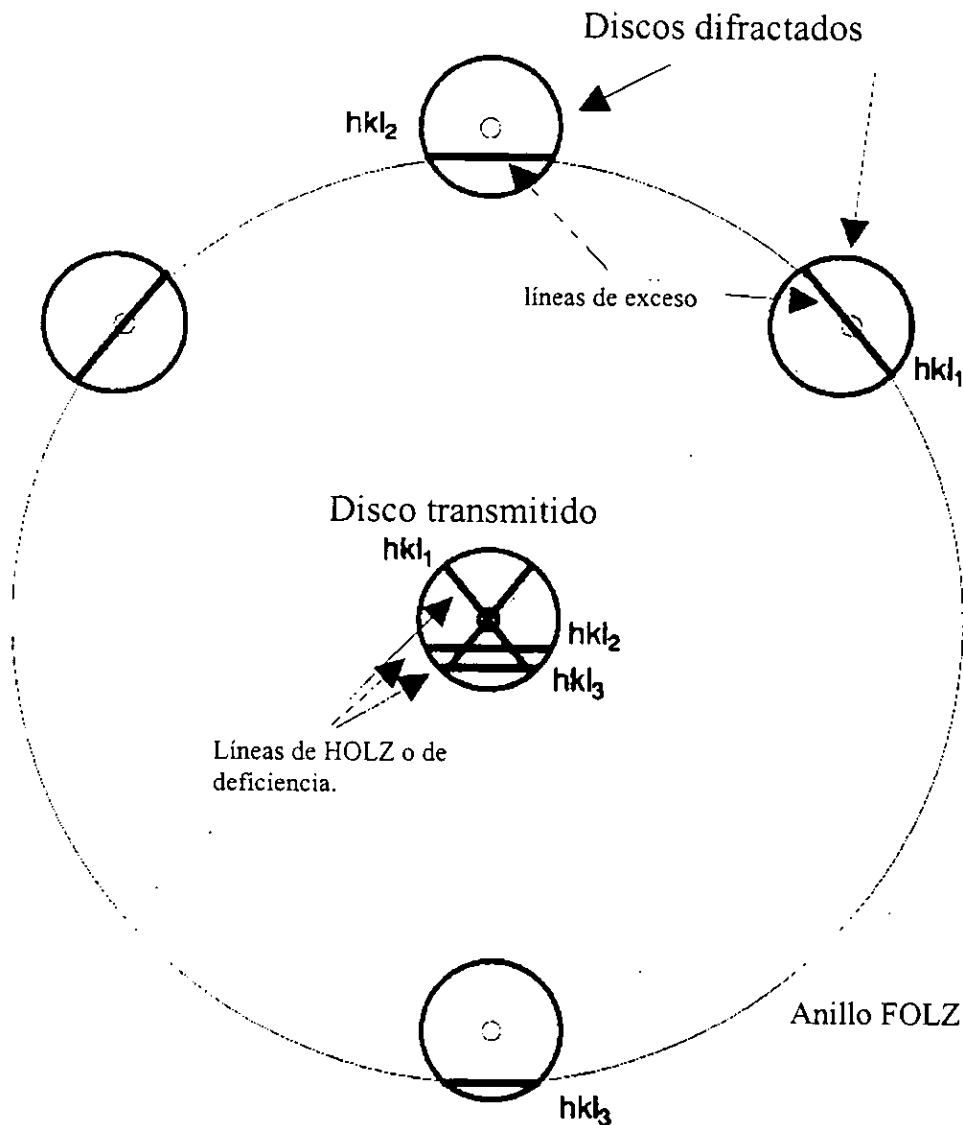 Discos difractados
hkl₂
líneas de exceso
hkl₁
Disco transmitido
hkl₁
hkl₂
hkl₃
Líneas de HOLZ o de
deficiencia.
Anillo FOLZ
hkl₃